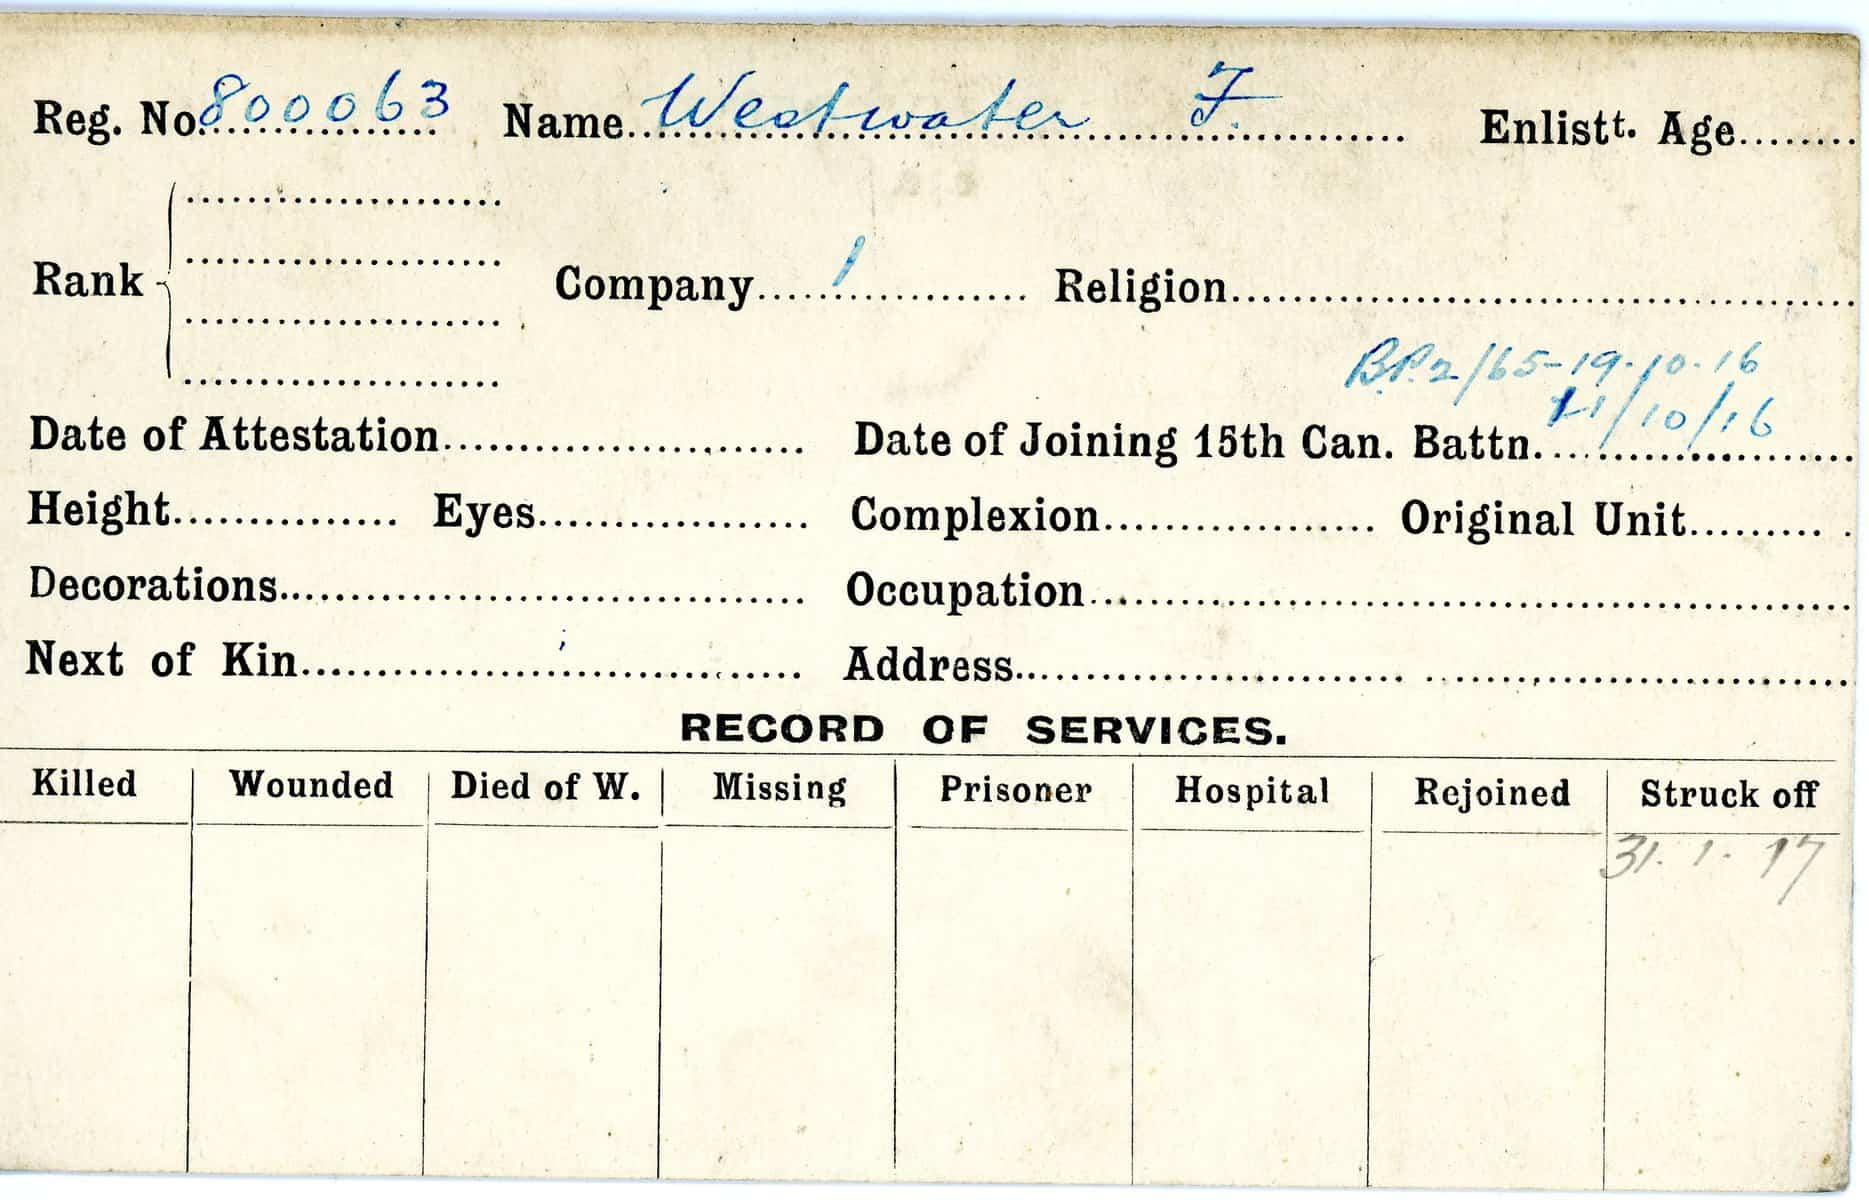 Reg. No. 800063 Name Westwater F. Enlistt. Age
Rank Company 1 Religion
B.P. 2/65-19.10.16
Date of Attestation Date of Joining 15th Can. Battn. /10/16
Height Eyes Complexion Original Unit
Decorations Occupation
Next of Kin Address
RECORD OF SERVICES.
Killed Wounded Died of W. Missing Prisoner Hospital Rejoined Struck off
31. 1. 17